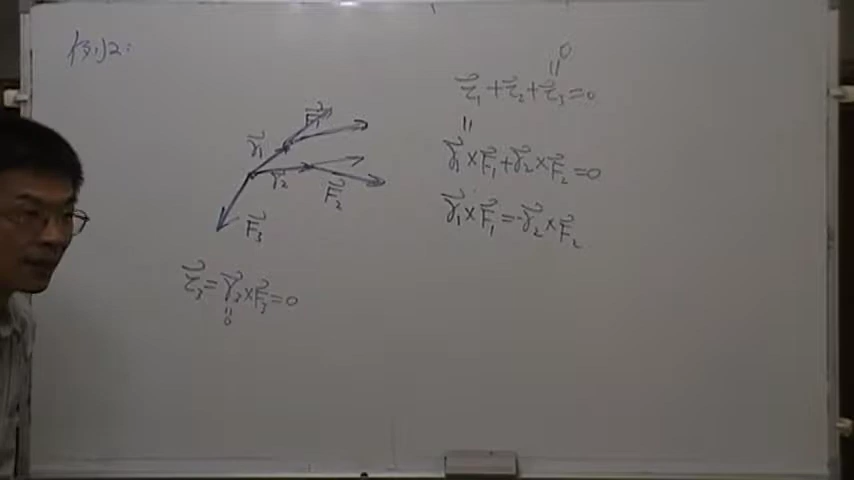 例2:
0
||
τ⃗₁+τ⃗₂+τ⃗₃=0
||
r⃗₁×F⃗₁+r⃗₂×F⃗₂=0
r⃗₁×F⃗₁=-r⃗₂×F⃗₂
F⃗₁
r⃗₁
r⃗₂
F⃗₂
F⃗₃
τ⃗₃=r⃗₃×F⃗₃=0
||
0